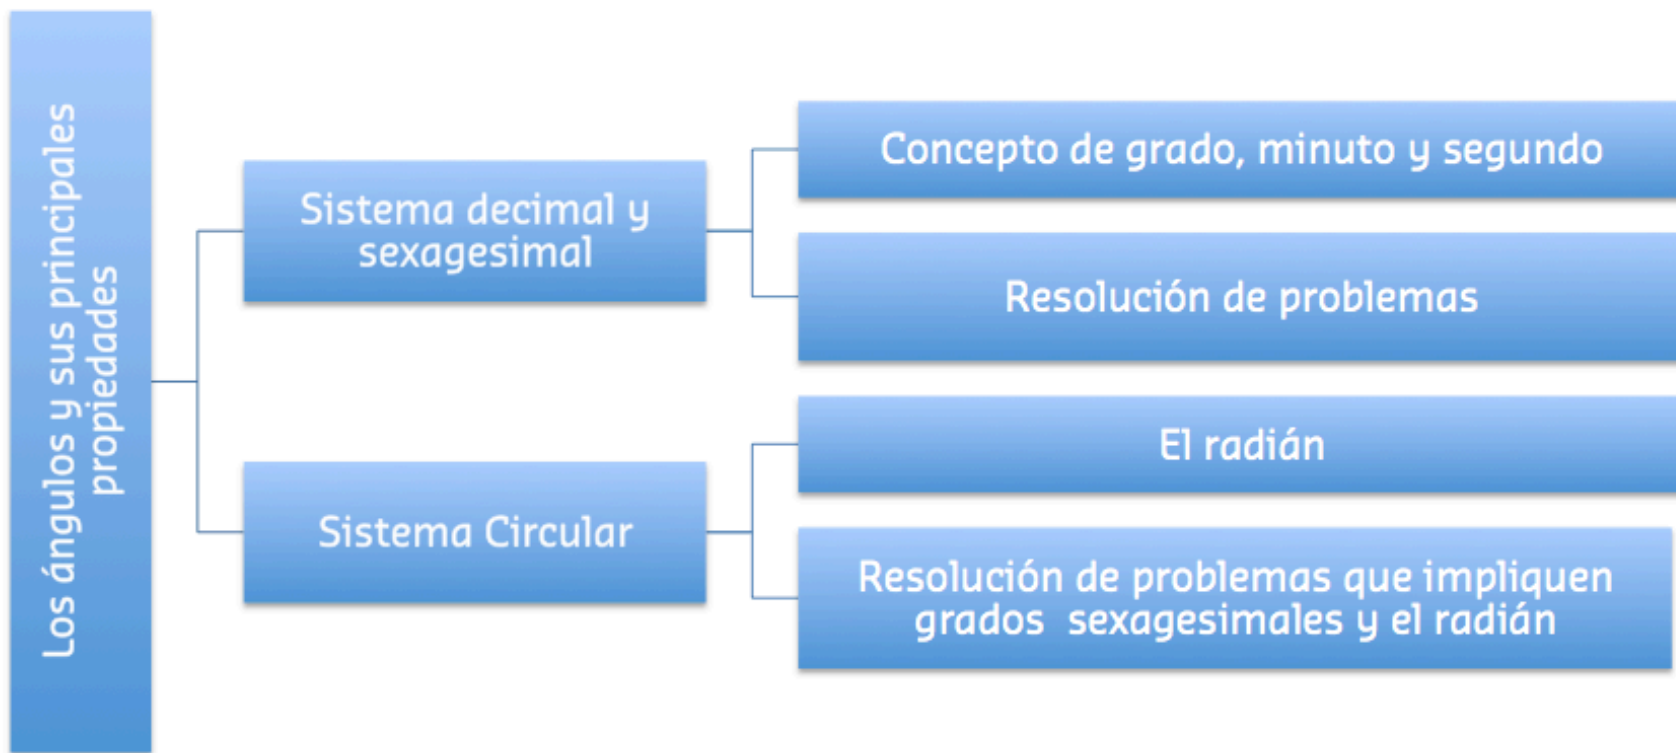 Los ángulos y sus principales
propiedades
Sistema decimal y
sexagesimal
Concepto de grado, minuto y segundo
Resolución de problemas
Sistema Circular
El radián
Resolución de problemas que impliquen
grados  sexagesimales y el radián